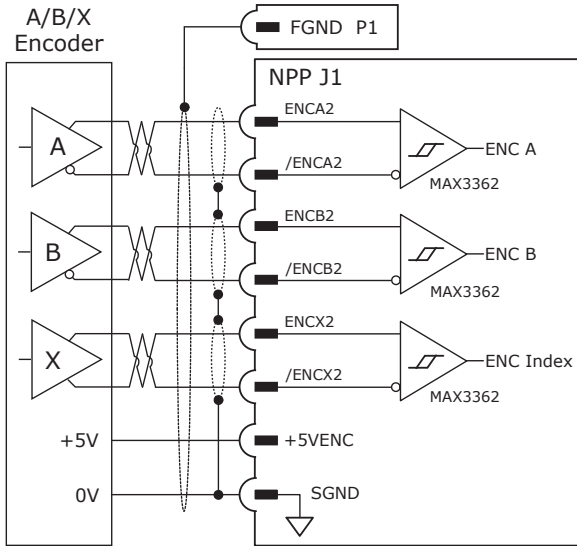 A/B/X
Encoder
FGND P1
NPP J1
A
ENCA2
/ENCA2
ENC A
MAX3362
B
ENCB2
/ENCB2
ENC B
MAX3362
X
ENCX2
/ENCX2
ENC Index
MAX3362
+5V
+5VENC
0V
SGND